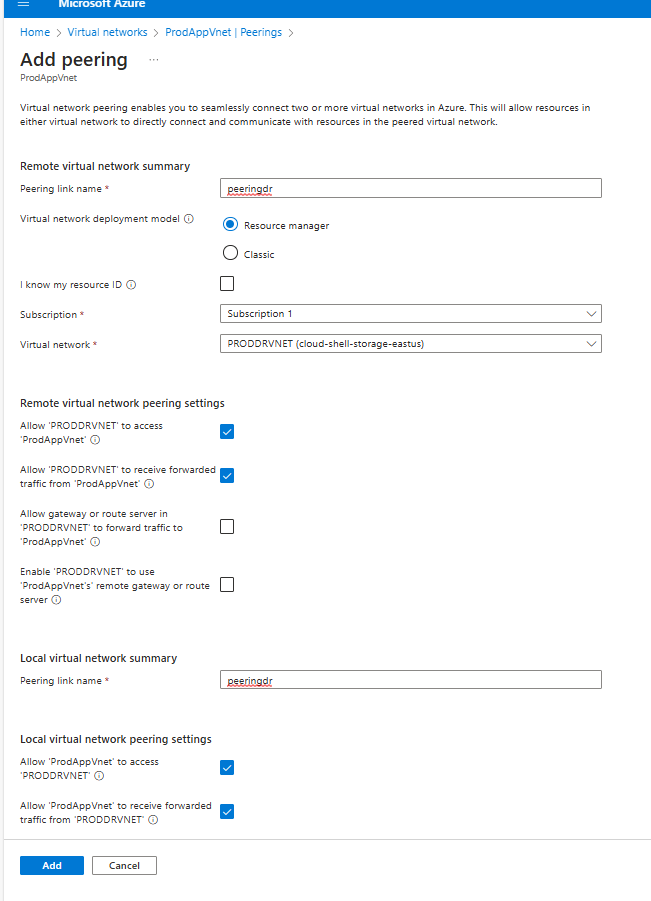 Microsoft Azure
Home > Virtual networks > ProdAppVnet | Peerings >
Add peering ...
ProdAppVnet
Virtual network peering enables you to seamlessly connect two or more virtual networks in Azure. This will allow resources in
either virtual network to directly connect and communicate with resources in the peered virtual network.
Remote virtual network summary
Peering link name *
peeringdr
Virtual network deployment model
Resource manager
Classic
I know my resource ID
Subscription *
Subscription 1
Virtual network *
PRODDRVNET (cloud-shell-storage-eastus)
Remote virtual network peering settings
Allow 'PRODDRVNET' to access
'ProdAppVnet'
Allow 'PRODDRVNET' to receive forwarded
traffic from 'ProdAppVnet'
Allow gateway or route server in
'PRODDRVNET' to forward traffic to
'ProdAppVnet'
Enable 'PRODDRVNET' to use
'ProdAppVnet's' remote gateway or route
server
Local virtual network summary
Peering link name *
peeringdr
Local virtual network peering settings
Allow 'ProdAppVnet' to access
'PRODDRVNET'
Allow 'ProdAppVnet' to receive forwarded
traffic from 'PRODDRVNET'
Add
Cancel